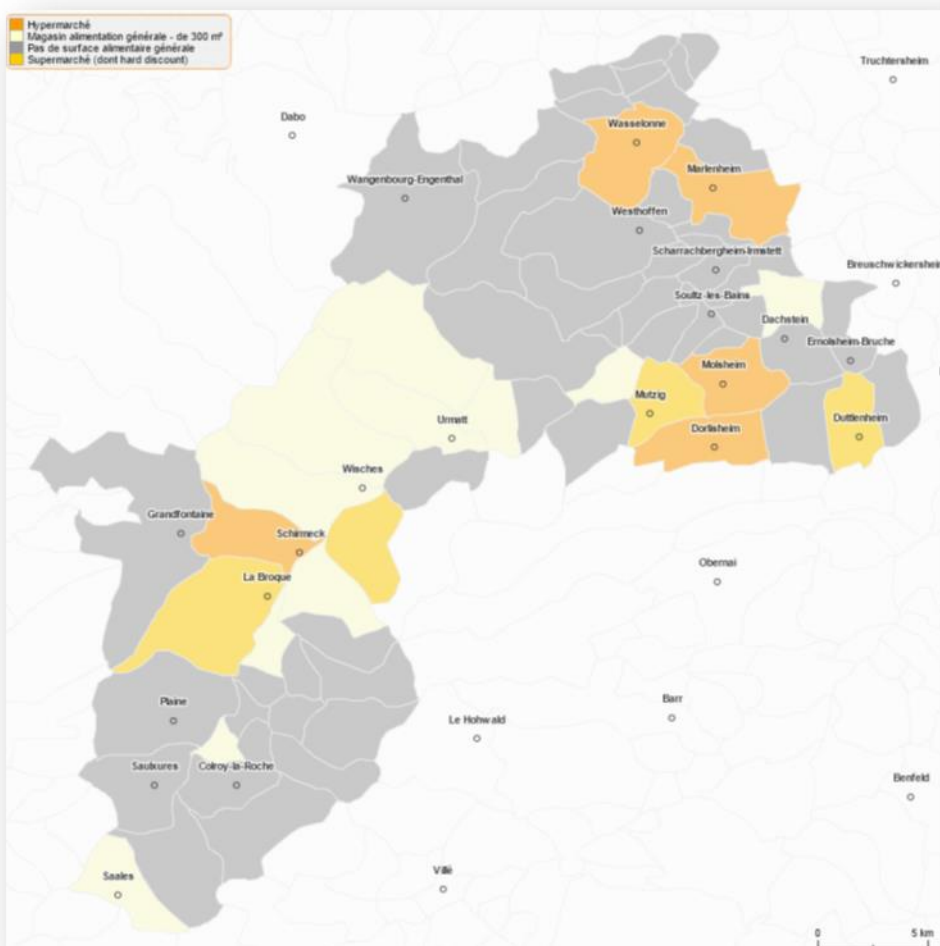 Hypermarché
Magasin alimentation générale - de 300 m²
Pas de surface alimentaire générale
Supermarché (dont hard discount)
Truchtersheim
Dabo
Wasselonne
Marlenheim
Wangenbourg-Engenthal
Westhoffen
Scharrachbergheim-Irmstett
Breuschwickersheim
Soultz-les-Bains
Dachstein
Ernolsheim-Bruche
Molsheim
Mutzig
Duttlenheim
Urmatt
Dorlisheim
Wisches
Grandfontaine
Schirmeck
Obernai
La Broque
Plaine
Barr
Le Hohwald
Saulxures
Colroy-la-Roche
Benfeld
Saales
Villé
0
5 km